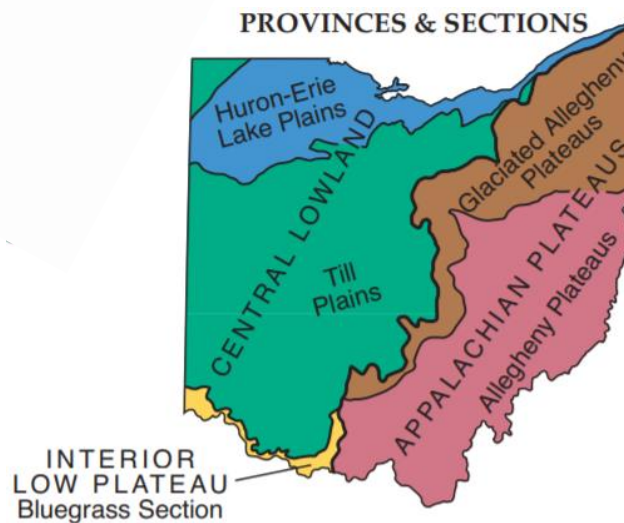 PROVINCES & SECTIONS
Huron-Erie
Lake Plains
Glaciated Allegheny
Plateaus
CENTRAL LOWLAND
Till
Plains
APPALACHIAN PLATEAUS
Allegheny Plateaus
INTERIOR
LOW PLATEAU
Bluegrass Section